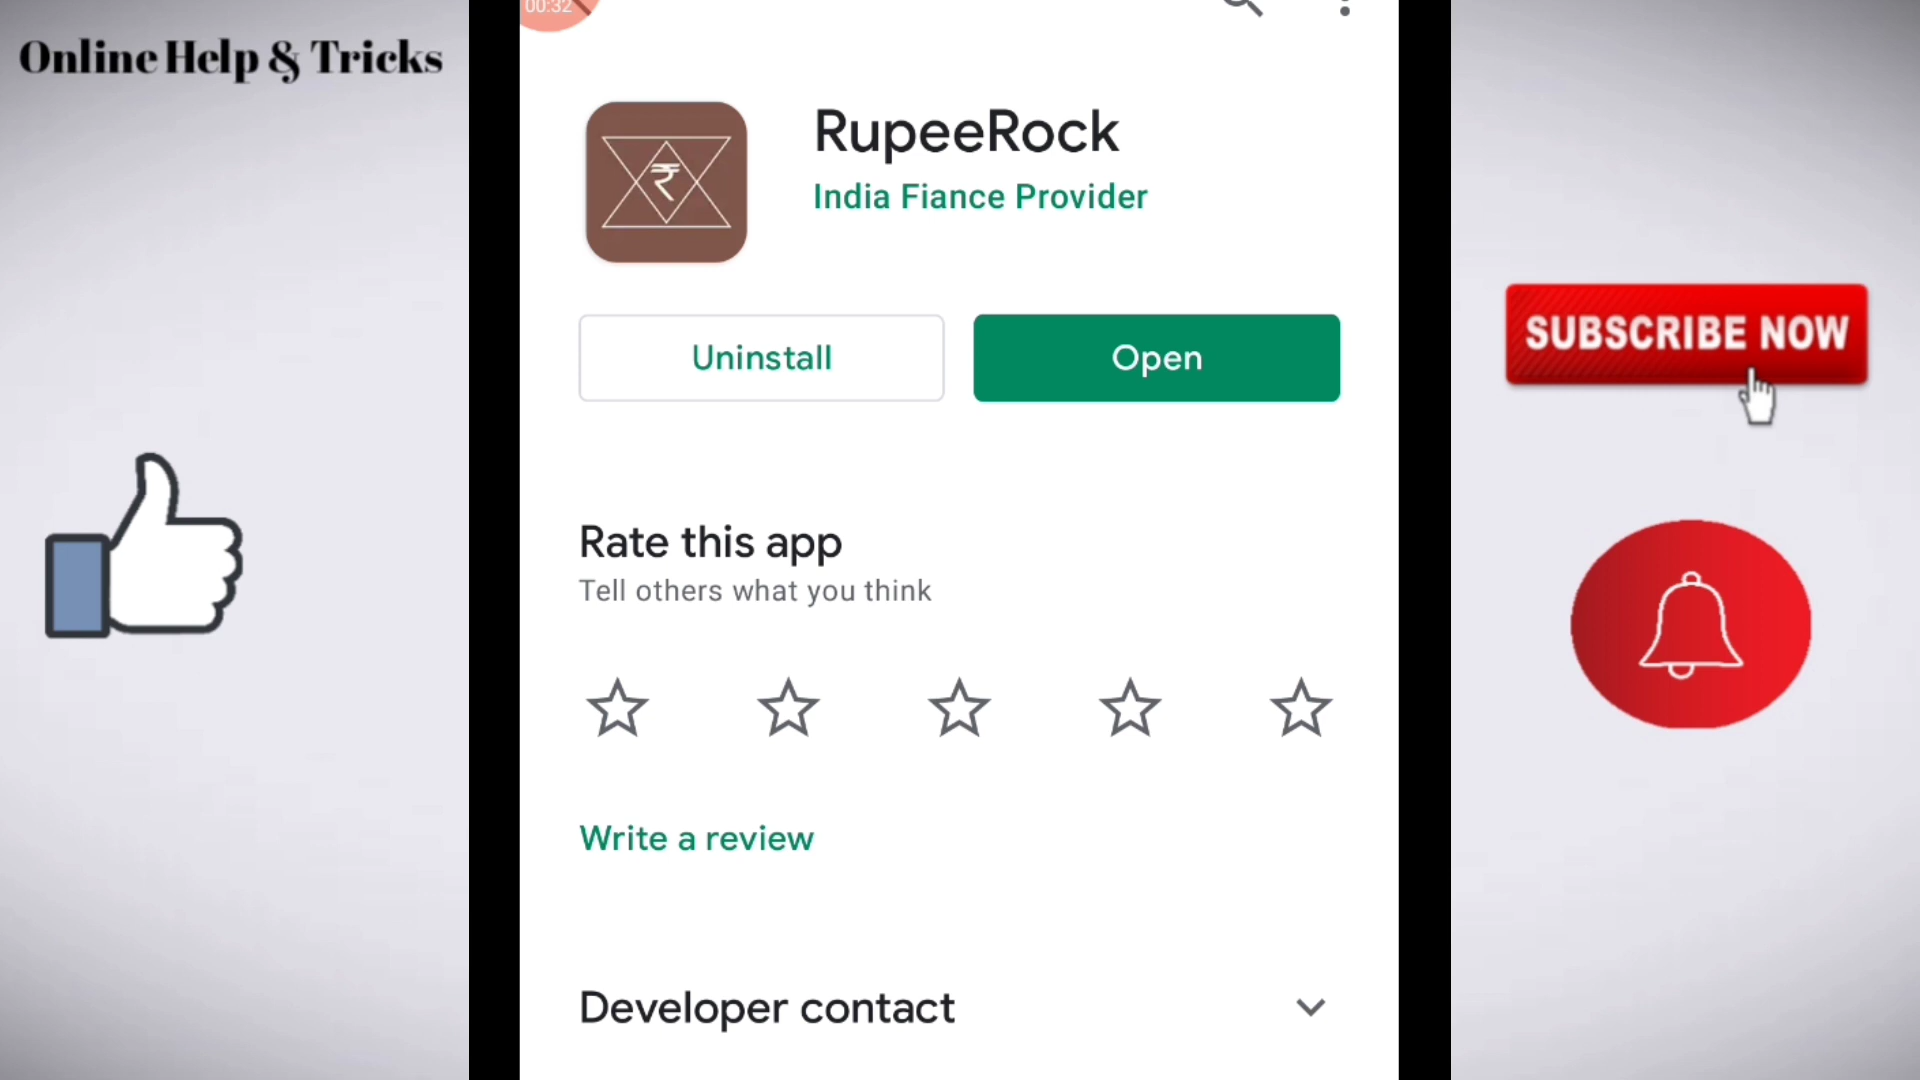 Online Help & Tricks
00:32
RupeeRock
₹
India Fiance Provider
Uninstall
Open
SUBSCRIBE NOW
Rate this app
Tell others what you think
Write a review
Developer contact